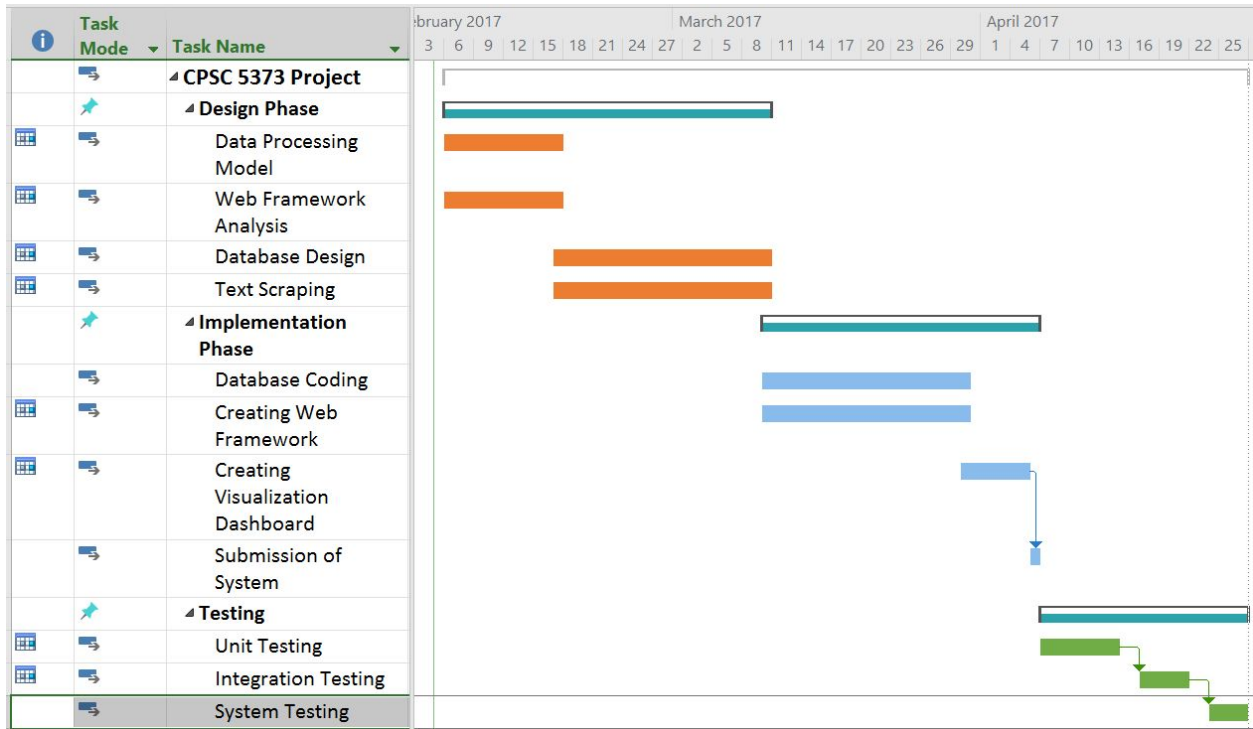 Task
Mode
Task Name
ebruary 2017
March 2017
April 2017
3 6 9 12 15 18 21 24 27 2 5 8 11 14 17 20 23 26 29 1 4 7 10 13 16 19 22 25
CPSC 5373 Project
Design Phase
Data Processing
Model
Web Framework
Analysis
Database Design
Text Scraping
Implementation
Phase
Database Coding
Creating Web
Framework
Creating
Visualization
Dashboard
Submission of
System
Testing
Unit Testing
Integration Testing
System Testing